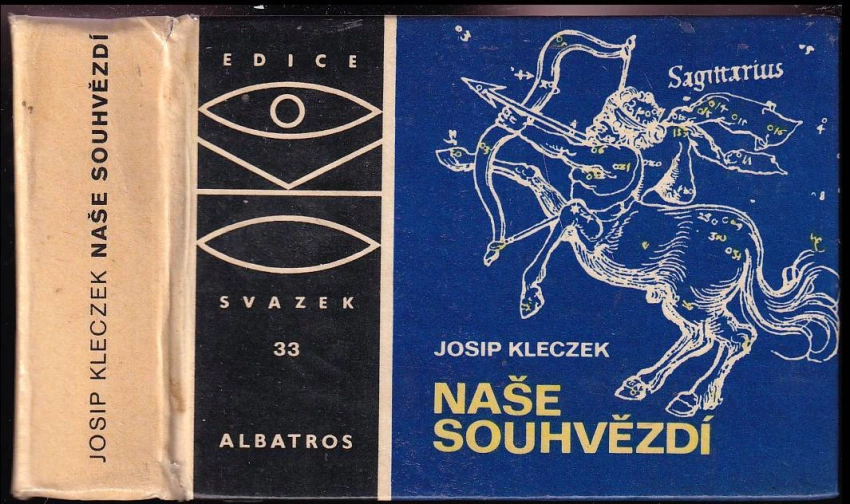 JOSIP KLECZEK NAŠE SOUHVĚZDÍ
EDICE
SVAZEK
33
ALBATROS
Sagittarius
JOSIP KLECZEK
NAŠE
SOUHVĚZDÍ